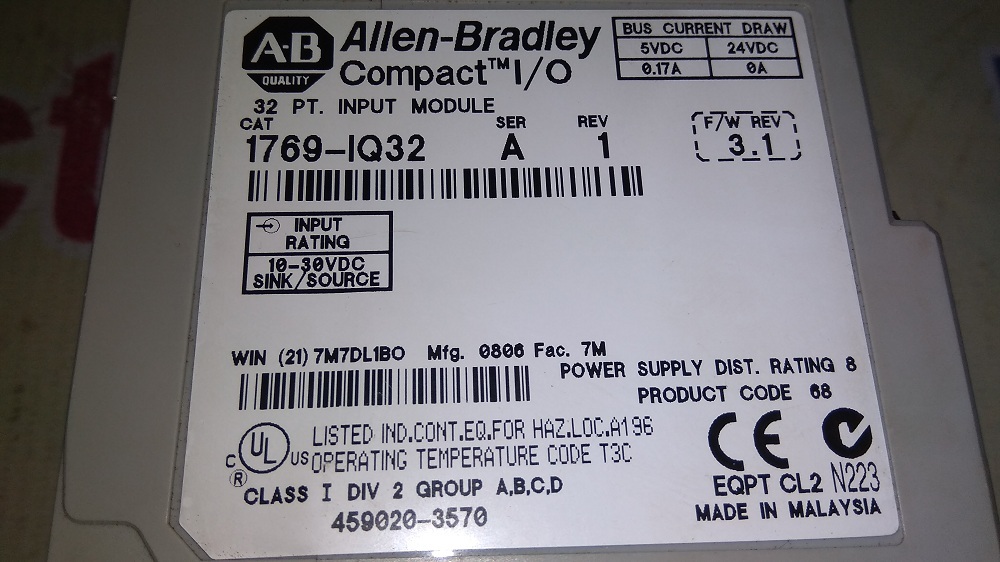 A-B
QUALITY
Allen-Bradley
Compact™ I/O
BUS CURRENT DRAW
5VDC 24VDC
0.17A 0A
32 PT. INPUT MODULE
CAT SER REV
1769-IQ32 A 1
F/W REV
3.1
INPUT
RATING
10-30VDC
SINK/SOURCE
WIN (21) 7M7DL1BO Mfg. 0806 Fac. 7M
POWER SUPPLY DIST. RATING 8
PRODUCT CODE 68
C UL US
®
LISTED IND.CONT.EQ.FOR HAZ.LOC.A196
OPERATING TEMPERATURE CODE T3C
CLASS I DIV 2 GROUP A,B,C,D
459020-3570
CE
EQPT CL2 N223
MADE IN MALAYSIA